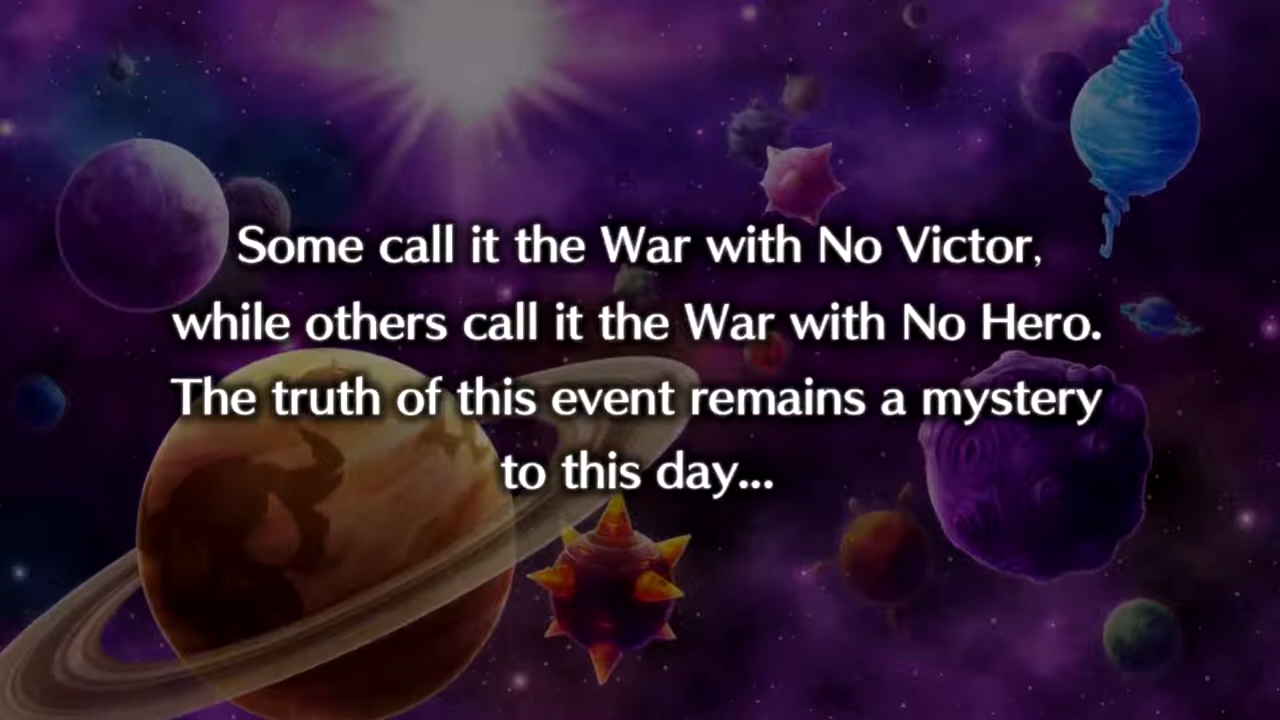 Some call it the War with No Victor,
while others call it the War with No Hero.
The truth of this event remains a mystery
to this day...